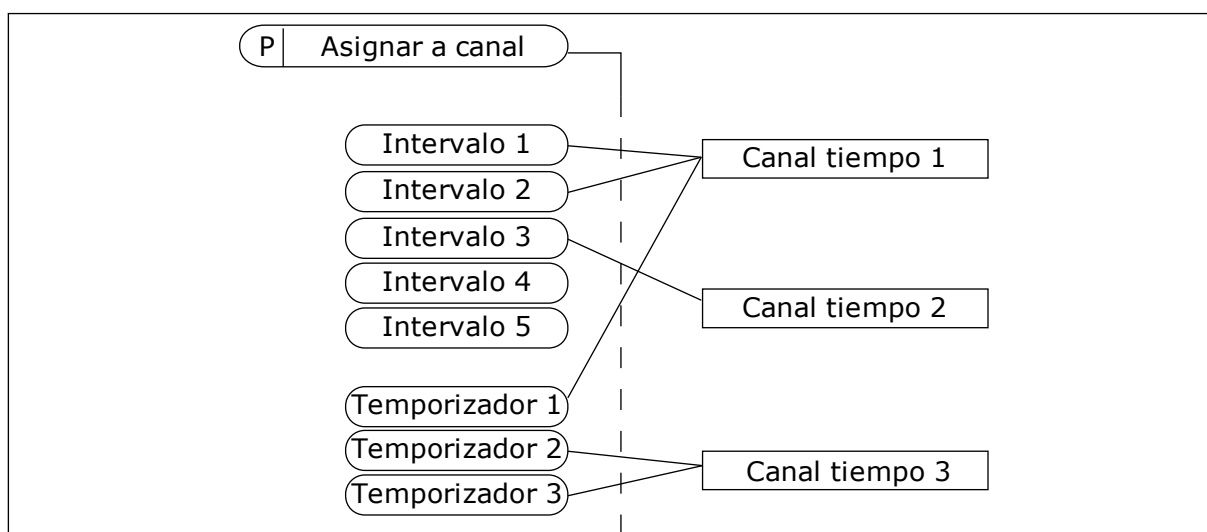 P Asignar a canal
Intervalo 1
Canal tiempo 1
Intervalo 2
Intervalo 3
Intervalo 4
Canal tiempo 2
Intervalo 5
Temporizador 1
Temporizador 2
Canal tiempo 3
Temporizador 3